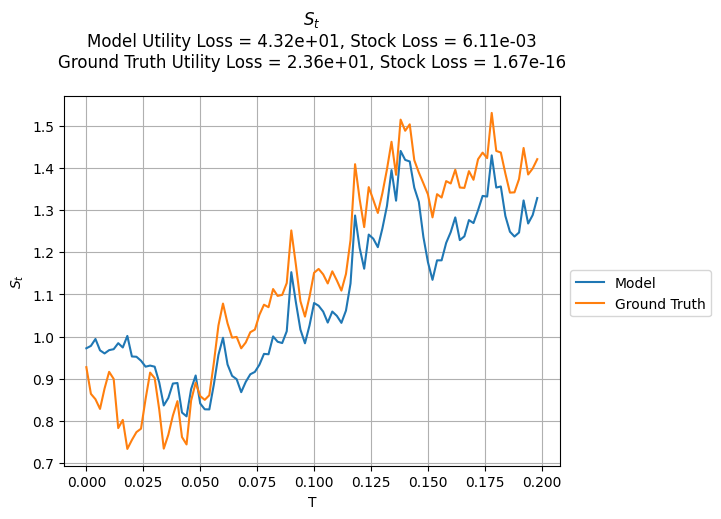 S_t
Model Utility Loss = 4.32e+01, Stock Loss = 6.11e-03
Ground Truth Utility Loss = 2.36e+01, Stock Loss = 1.67e-16
1.5
1.4
1.3
1.2
1.1
1.0
0.9
0.8
0.7
S_t
0.000 0.025 0.050 0.075 0.100 0.125 0.150 0.175 0.200
T
Model
Ground Truth